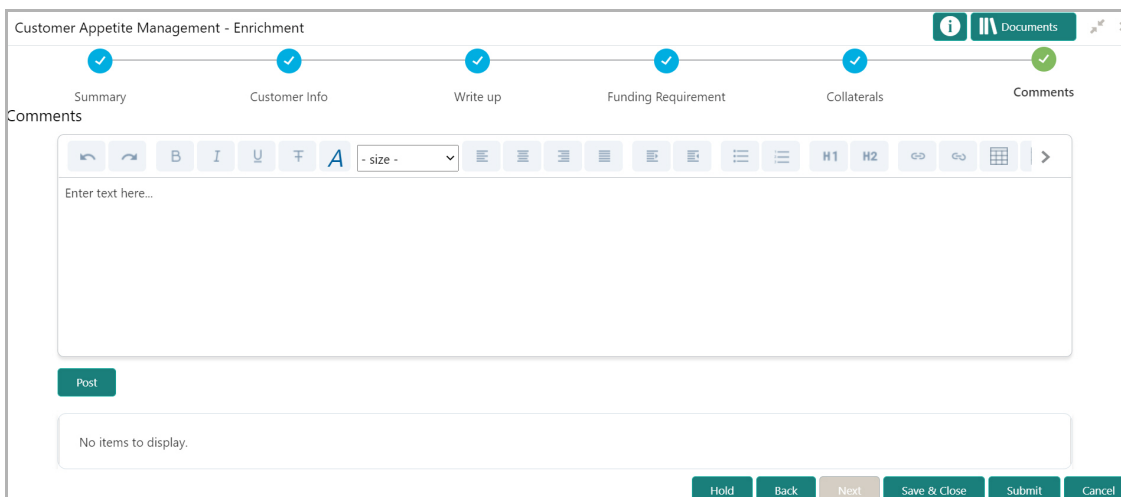 Customer Appetite Management - Enrichment
Documents
Summary
Customer Info
Write up
Funding Requirement
Collaterals
Comments
Comments
B I U T A - size - H1 H2
Enter text here...
Post
No items to display.
Hold Back Next Save & Close Submit Cancel